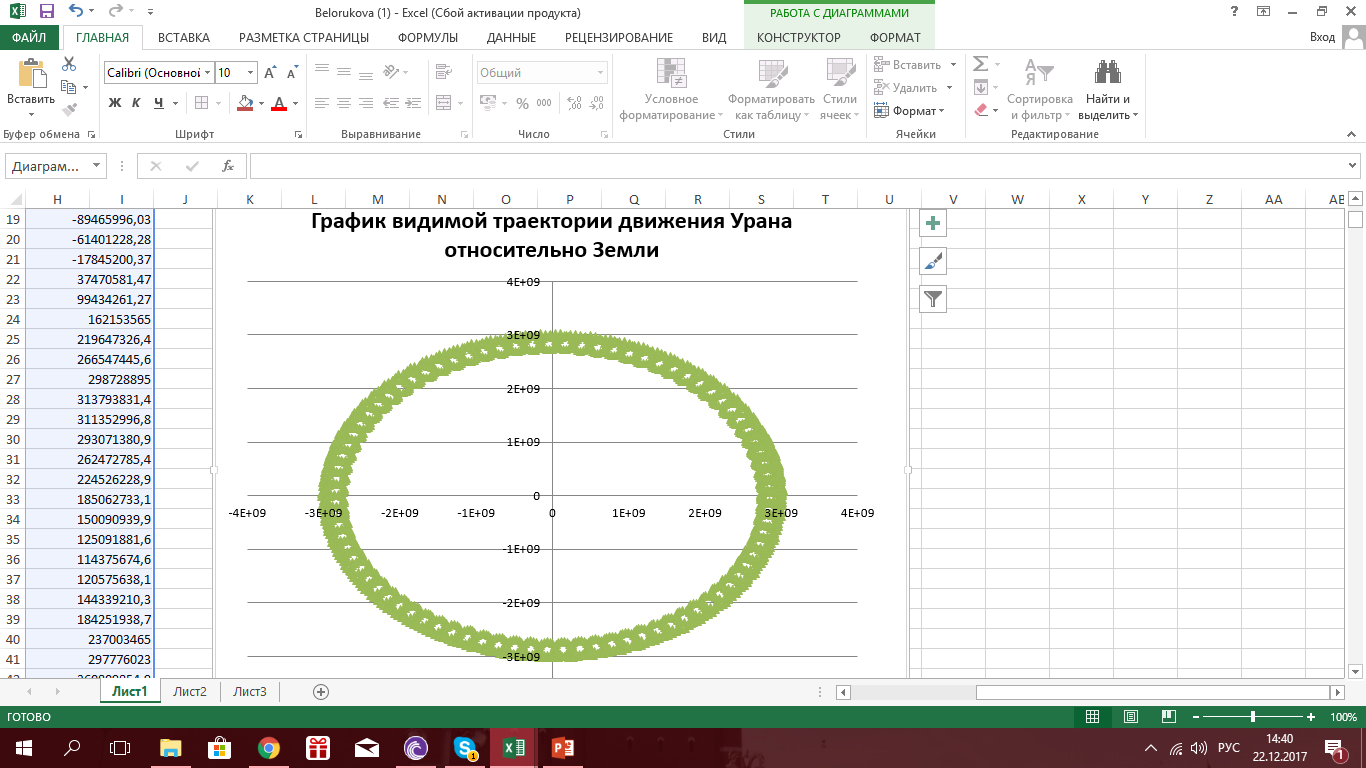 Belorukova (1) - Excel (Сбой активации продукта)
РАБОТА С ДИАГРАММАМИ
ФАЙЛ ГЛАВНАЯ ВСТАВКА РАЗМЕТКА СТРАНИЦЫ ФОРМУЛЫ ДАННЫЕ РЕЦЕНЗИРОВАНИЕ ВИД КОНСТРУКТОР ФОРМАТ Вход
Вставить
Calibri (Основной 10
Ж К Ч
Общий
% 000
Условное форматирование
Форматировать как таблицу
Стили ячеек
Вставить
Удалить
Формат
Сортировка и фильтр
Найти и выделить
Буфер обмена Шрифт Выравнивание Число Стили Ячейки Редактирование
Диаграм... fx
H I J K L M N O P Q R S T U V W X Y Z AA AB
19 -89465996,03
20 -61401228,28
21 -17845200,37
22 37470581,47
23 99434261,27
24 162153565
25 219647326,4
26 266547445,6
27 298728895
28 313793831,4
29 311352996,8
30 293071380,9
31 262472785,4
32 224526228,9
33 185062733,1
34 150090939,9
35 125091881,6
36 114375674,6
37 120575638,1
38 144339210,3
39 184251938,7
40 237003465
41 297776023
График видимой траектории движения Урана
относительно Земли
4E+09
3E+09
2E+09
1E+09
0
-4E+09 -3E+09 -2E+09 -1E+09 0 1E+09 2E+09 3E+09 4E+09
-1E+09
-2E+09
-3E+09
Лист1 Лист2 Лист3
ГОТОВО 100%
РУС
14:40
22.12.2017